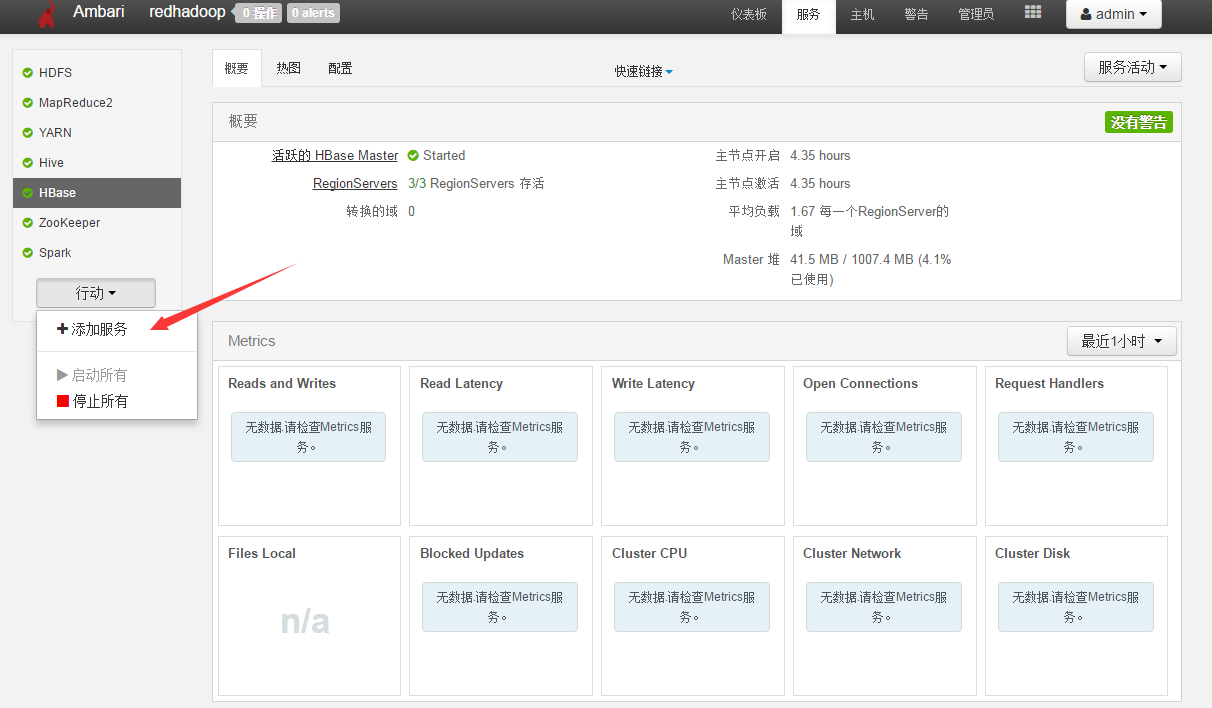 Ambari redhadoop 0 操作 0 alerts 仪表板 服务 主机 警告 管理员 admin
HDFS
MapReduce2
YARN
Hive
HBase
ZooKeeper
Spark
行动
添加服务
启动所有
停止所有
概要 热图 配置 快速链接 服务活动
概要 没有警告
活跃的 HBase Master Started
RegionServers 3/3 RegionServers 存活
转换的域 0
主节点开启 4.35 hours
主节点激活 4.35 hours
平均负载 1.67 每一个RegionServer的
域
Master 堆 41.5 MB / 1007.4 MB (4.1%
已使用)
Metrics 最近1小时
Reads and Writes
无数据.请检查Metrics服
务。
Read Latency
无数据.请检查Metrics服
务。
Write Latency
无数据.请检查Metrics服
务。
Open Connections
无数据.请检查Metrics服
务。
Request Handlers
无数据.请检查Metrics服
务。
Files Local
n/a
Blocked Updates
无数据.请检查Metrics服
务。
Cluster CPU
无数据.请检查Metrics服
务。
Cluster Network
无数据.请检查Metrics服
务。
Cluster Disk
无数据.请检查Metrics服
务。